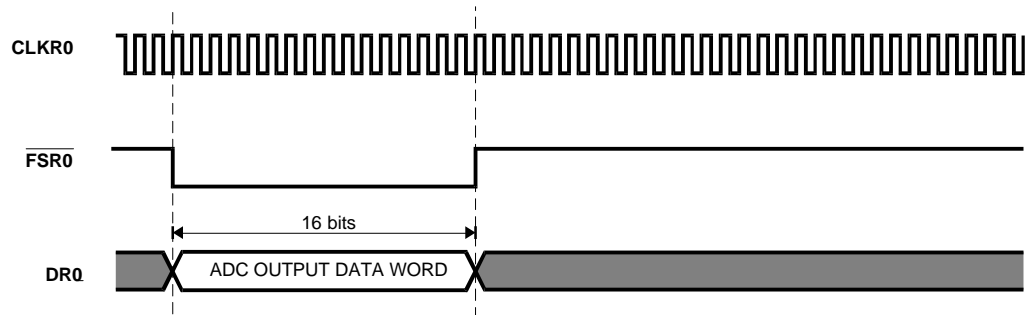 CLKR0
FSR0
16 bits
DR0
ADC OUTPUT DATA WORD